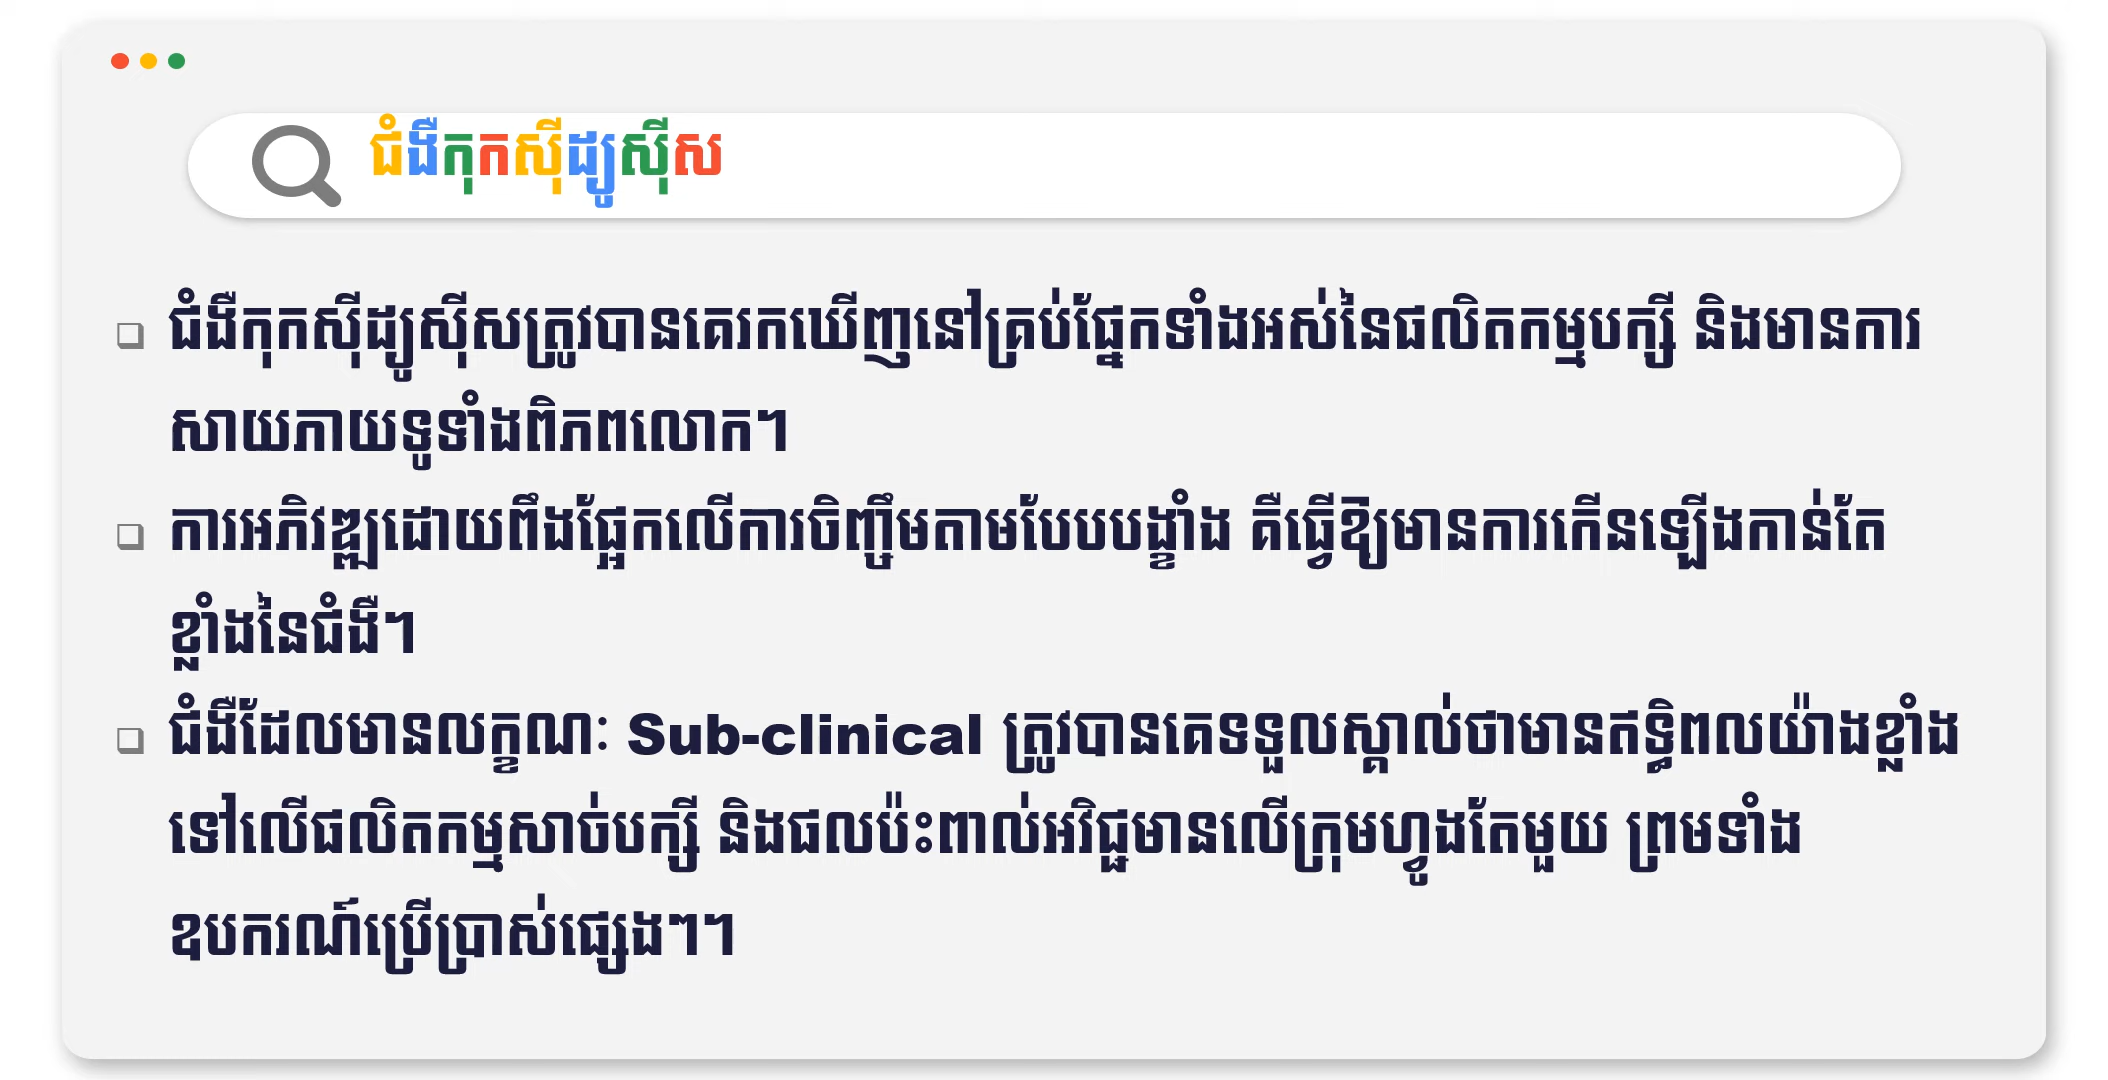 ជំងឺកុកស៊ីដ្យូស៊ីស
ជំងឺកុកស៊ីដ្យូស៊ីសត្រូវបានគេរកឃើញនៅគ្រប់ផ្នែកទាំងអស់នៃផលិតកម្មបក្សី និងមានការ
សាយភាយទូទាំងពិភពលោក។
ការអភិវឌ្ឍដោយពឹងផ្អែកលើការចិញ្ចឹមតាមបែបបង្ខាំង គឺធ្វើឱ្យមានការកើនឡើងកាន់តែ
ខ្លាំងនៃជំងឺ។
ជំងឺដែលមានលក្ខណៈ Sub-clinical ត្រូវបានគេទទួលស្គាល់ថាមានឥទ្ធិពលយ៉ាងខ្លាំង
ទៅលើផលិតកម្មសាច់បក្សី និងផលប៉ះពាល់អវិជ្ជមានលើក្រុមហ្វូងតែមួយ ព្រមទាំង
ឧបករណ៍ប្រើប្រាស់ផ្សេងៗ។